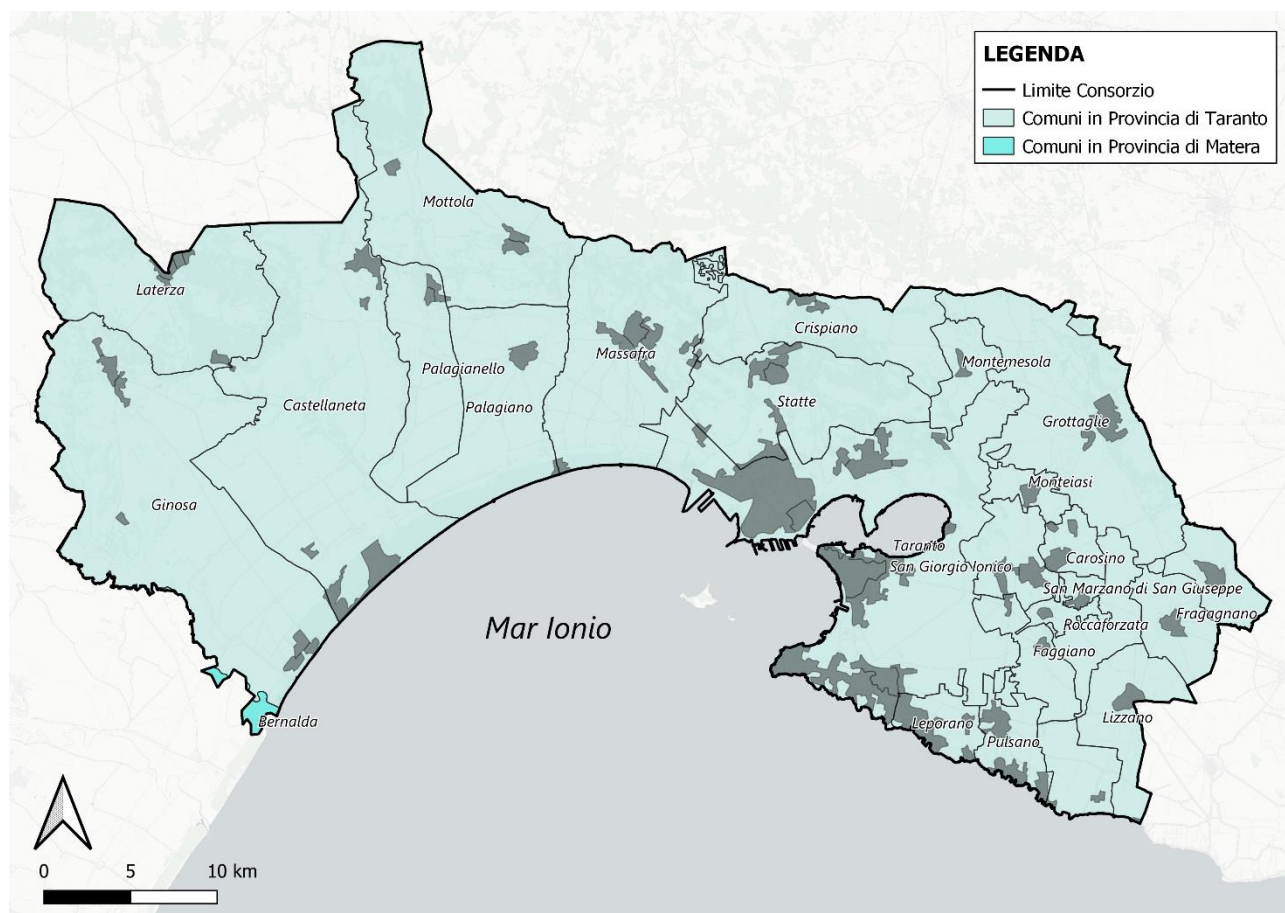 LEGENDA
Limite Consorzio
Comuni in Provincia di Taranto
Comuni in Provincia di Matera
Mottola
Laterza
Crispiano
Massafra
Montemesola
Palagianello
Castellaneta
Palagiano
Statte
Grottaglie
Monteiasi
Ginosa
Taranto
Carosino
San Giorgio Ionico
San Marzano di San Giuseppe
Fragagnano
Roccaforzata
Mar Ionio
Faggiano
Bernalda
Leporano
Lizzano
Pulsano
0 5 10 km